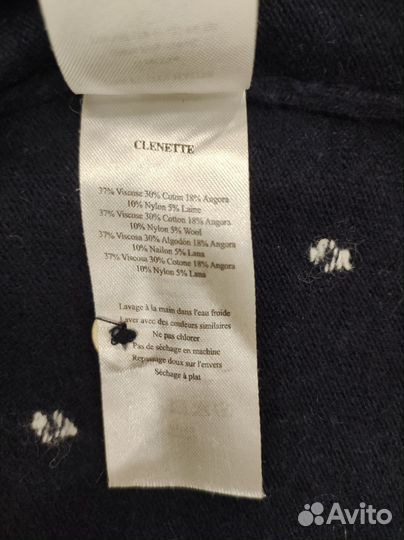 CLENETTE
37% Viscose 30% Coton 18% Angora
10% Nylon 5% Laine
37% Viscose 30% Cotton 18% Angora
10% Nylon 5% Wool
37% Viscosa 30% Algodón 18% Angora
10% Nailon 5% Lana
37% Viscosa 30% Cotone 18% Angora
10% Nylon 5% Lana
Lavage à la main dans l'eau froide
Laver avec des couleurs similaires
Ne pas chlorer
Pas de séchage en machine
Repassage doux sur l'envers
Séchage à plat
Avito